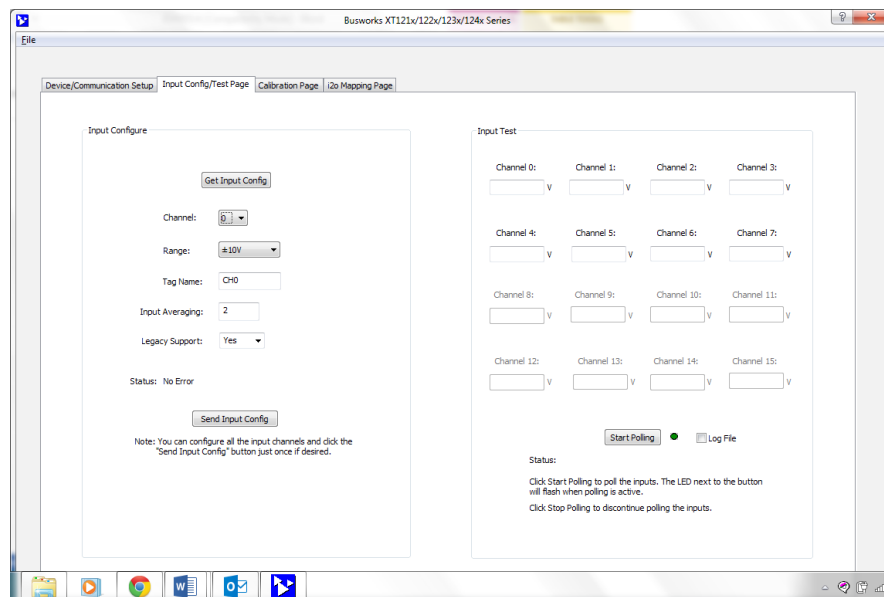 Busworks XT121x/122x/123x/124x Series
File
Device/Communication Setup
Input Config/Test Page
Calibration Page
i2o Mapping Page
Input Configure
Get Input Config
Channel: 0
Range: ±10V
Tag Name: CH0
Input Averaging: 2
Legacy Support: Yes
Status: No Error
Send Input Config
Note: You can configure all the input channels and click the
"Send Input Config" button just once if desired.
Input Test
Channel 0: Channel 1: Channel 2: Channel 3:
V V V V
Channel 4: Channel 5: Channel 6: Channel 7:
V V V V
Channel 8: Channel 9: Channel 10: Channel 11:
V V V V
Channel 12: Channel 13: Channel 14: Channel 15:
V V V V
Start Polling Log File
Status:
Click Start Polling to poll the inputs. The LED next to the button
will flash when polling is active.
Click Stop Polling to discontinue polling the inputs.